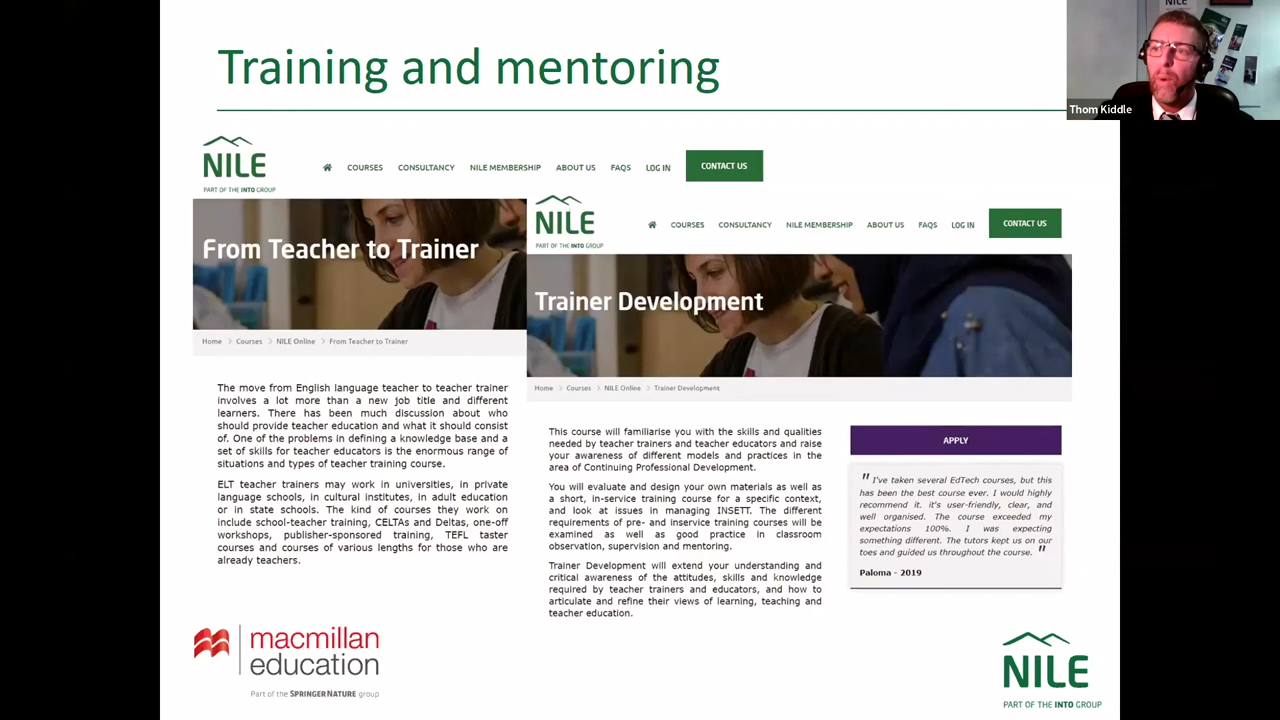 Training and mentoring
NILE
Thom Kiddle
NILE
PART OF THE INTO GROUP
COURSES CONSULTANCY NILE MEMBERSHIP ABOUT US FAQS LOG IN CONTACT US
From Teacher to Trainer
Home > Courses > NILE Online > From Teacher to Trainer
The move from English language teacher to teacher trainer
involves a lot more than a new job title and different
learners. There has been much discussion about who
should provide teacher education and what it should consist
of. One of the problems in defining a knowledge base and a
set of skills for teacher educators is the enormous range of
situations and types of teacher training course.
ELT teacher trainers may work in universities, in private
language schools, in cultural institutes, in adult education
or in state schools. The kind of courses they work on
include school-teacher training, CELTAs and Deltas, one-off
workshops, publisher-sponsored training, TEFL taster
courses and courses of various lengths for those who are
already teachers.
NILE
PART OF THE INTO GROUP
COURSES CONSULTANCY NILE MEMBERSHIP ABOUT US FAQS LOG IN CONTACT US
Trainer Development
Home > Courses > NILE Online > Trainer Development
This course will familiarise you with the skills and qualities
needed by teacher trainers and teacher educators and raise
your awareness of different models and practices in the
area of Continuing Professional Development.
You will evaluate and design your own materials as well as
a short, in-service training course for a specific context,
and look at issues in managing INSETT. The different
requirements of pre- and inservice training courses will be
examined as well as good practice in classroom
observation, supervision and mentoring.
Trainer Development will extend your understanding and
critical awareness of the attitudes, skills and knowledge
required by teacher trainers and educators, and how to
articulate and refine their views of learning, teaching and
teacher education.
APPLY
" I've taken several EdTech courses, but this
has been the best course ever. I would highly
recommend it. it's user-friendly, clear, and
well organised. The course exceeded my
expectations 100%. I was expecting
something different. The tutors kept us on our
toes and guided us throughout the course. "
Paloma - 2019
macmillan
education
Part of the SPRINGER NATURE group
NILE
PART OF THE INTO GROUP